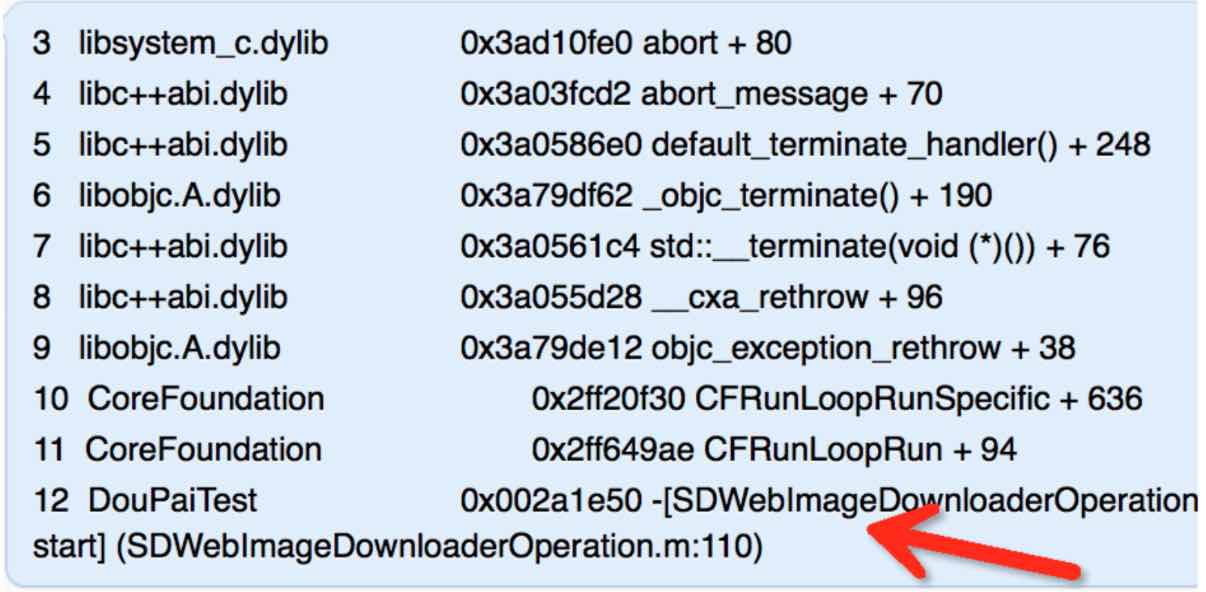 3 libsystem_c.dylib 0x3ad10fe0 abort + 80
4 libc++abi.dylib 0x3a03fcd2 abort_message + 70
5 libc++abi.dylib 0x3a0586e0 default_terminate_handler() + 248
6 libobjc.A.dylib 0x3a79df62 _objc_terminate() + 190
7 libc++abi.dylib 0x3a0561c4 std::__terminate(void (*)()) + 76
8 libc++abi.dylib 0x3a055d28 __cxa_rethrow + 96
9 libobjc.A.dylib 0x3a79de12 objc_exception_rethrow + 38
10 CoreFoundation 0x2ff20f30 CFRunLoopRunSpecific + 636
11 CoreFoundation 0x2ff649ae CFRunLoopRun + 94
12 DouPaiTest 0x002a1e50 -[SDWebImageDownloaderOperation
start] (SDWebImageDownloaderOperation.m:110)